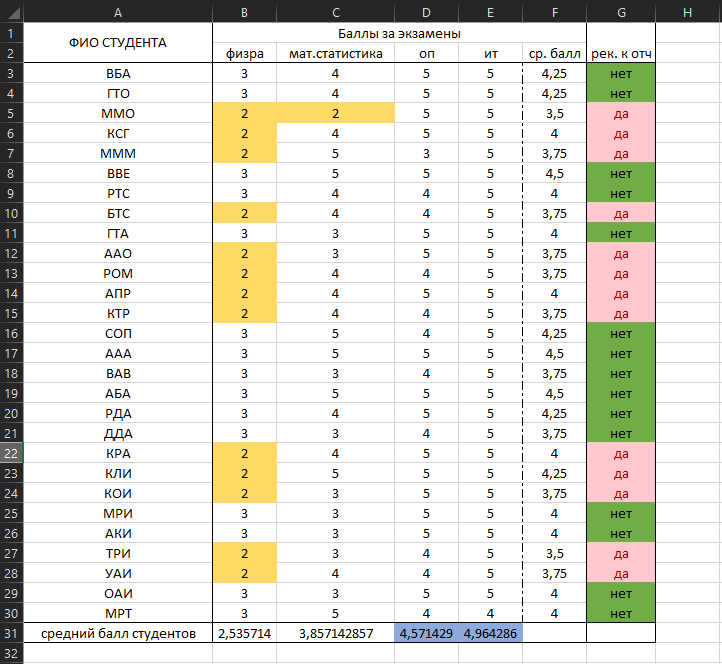 A B C D E F G H
1 ФИО СТУДЕНТА Баллы за экзамены
2 физра мат.статистика оп ит ср. балл рек. к отч
3 ВБА 3 4 5 5 4,25 нет
4 ГТО 3 4 5 5 4,25 нет
5 ММО 2 2 5 5 3,5 да
6 КСГ 2 4 5 5 4 да
7 МММ 2 5 3 5 3,75 да
8 ВВЕ 3 5 5 5 4,5 нет
9 РТС 3 4 4 5 4 нет
10 БТС 2 4 4 5 3,75 да
11 ГТА 3 3 5 5 4 нет
12 ААО 2 3 5 5 3,75 да
13 РОМ 2 4 4 5 3,75 да
14 АПР 2 4 5 5 4 да
15 КТР 2 4 4 5 3,75 да
16 СОП 3 5 4 5 4,25 нет
17 ААА 3 5 5 5 4,5 нет
18 ВАВ 3 3 4 5 3,75 нет
19 АБА 3 5 5 5 4,5 нет
20 РДА 3 4 5 5 4,25 нет
21 ДДА 3 3 4 5 3,75 нет
22 КРА 2 4 5 5 4 да
23 КЛИ 2 5 5 5 4,25 да
24 КОИ 2 3 5 5 3,75 да
25 МРИ 3 3 5 5 4 нет
26 АКИ 3 3 5 5 4 нет
27 ТРИ 2 3 4 5 3,5 да
28 УАИ 2 4 4 5 3,75 да
29 ОАИ 3 3 5 5 4 нет
30 МРТ 3 5 4 4 4 нет
31 средний балл студентов 2,535714 3,857142857 4,571429 4,964286
32